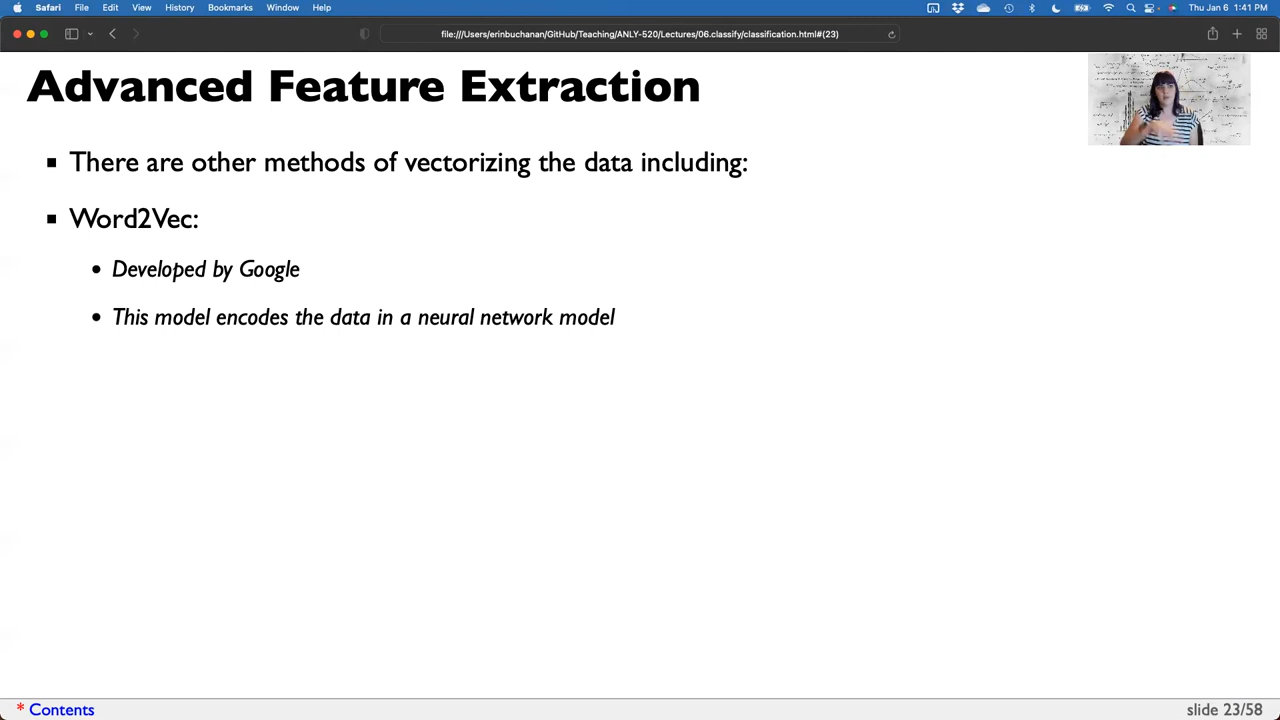 Safari File Edit View History Bookmarks Window Help Thu Jan 6 1:41 PM
file:///Users/erinbuchanan/GitHub/Teaching/ANLY-520/Lectures/06.classify/classification.html#(23)
Advanced Feature Extraction
There are other methods of vectorizing the data including:
Word2Vec:
Developed by Google
This model encodes the data in a neural network model
* Contents slide 23/58